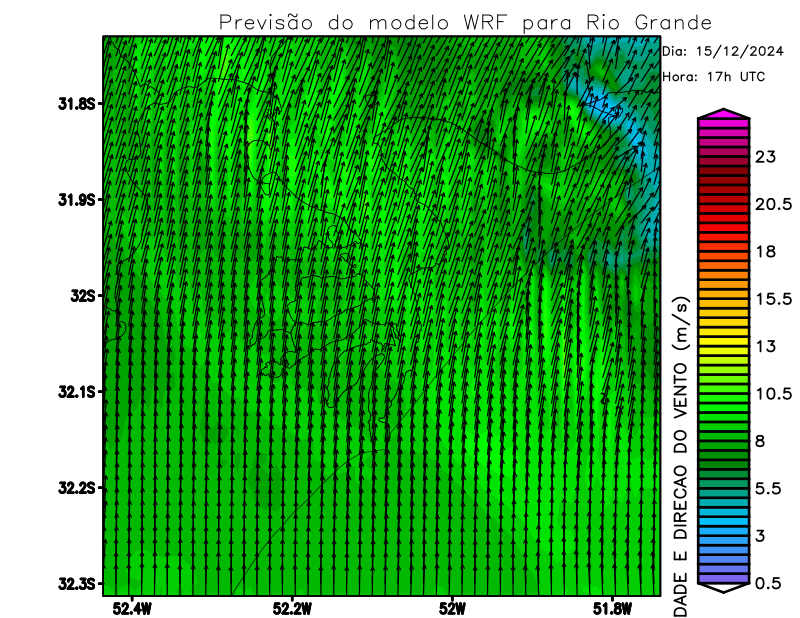 Previsão do modelo WRF para Rio Grande
Dia: 15/12/2024
Hora: 17h UTC
31.8S
31.9S
32S
32.1S
32.2S
32.3S
52.4W
52.2W
52W
51.8W
23
20.5
18
15.5
13
10.5
8
5.5
3
0.5
DADE E DIRECAO DO VENTO (m/s)